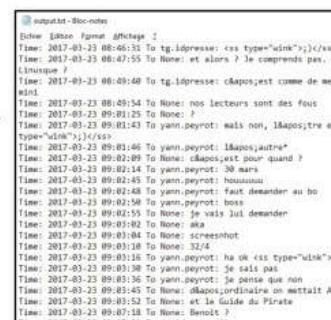 output.txt - Bloc-notes
Fichier Edition Format Affichage ?
Time: 2017-03-23 08:46:31 To tg.idpresse: <ss type="wink">;)</ss
Time: 2017-03-23 08:47:55 To None: et alors ? Je comprends pas.
Linusque ?
Time: 2017-03-23 08:49:40 To tg.idpresse: c&apos;est comme de me
mini
Time: 2017-03-23 08:49:54 To None: nos lecteurs sont des fous
Time: 2017-03-23 09:01:25 To None: ?
Time: 2017-03-23 09:01:43 To yann.peyrot: mais non, l&apos;tre e
type="wink">;)</ss>
Time: 2017-03-23 09:01:46 To yann.peyrot: l&apos;autre*
Time: 2017-03-23 09:02:09 To None: c&apos;est pour quand ?
Time: 2017-03-23 09:02:14 To yann.peyrot: 30 mars
Time: 2017-03-23 09:02:45 To yann.peyrot: houuuuuu
Time: 2017-03-23 09:02:48 To yann.peyrot: faut demander au bo
Time: 2017-03-23 09:02:50 To None: boss
Time: 2017-03-23 09:02:55 To None: je vais lui demander
Time: 2017-03-23 09:03:02 To None: aka
Time: 2017-03-23 09:03:04 To None: screesnhot
Time: 2017-03-23 09:03:10 To None: 32/4
Time: 2017-03-23 09:03:16 To yann.peyrot: ha ok <ss type="wink">
Time: 2017-03-23 09:03:30 To yann.peyrot: je sais pas
Time: 2017-03-23 09:03:36 To yann.peyrot: je pense que non
Time: 2017-03-23 09:03:45 To None: d&apos;ordinaire on mettait A
Time: 2017-03-23 09:03:52 To None: et le Guide du Pirate
Time: 2017-03-23 09:07:18 To None: Benoit ?